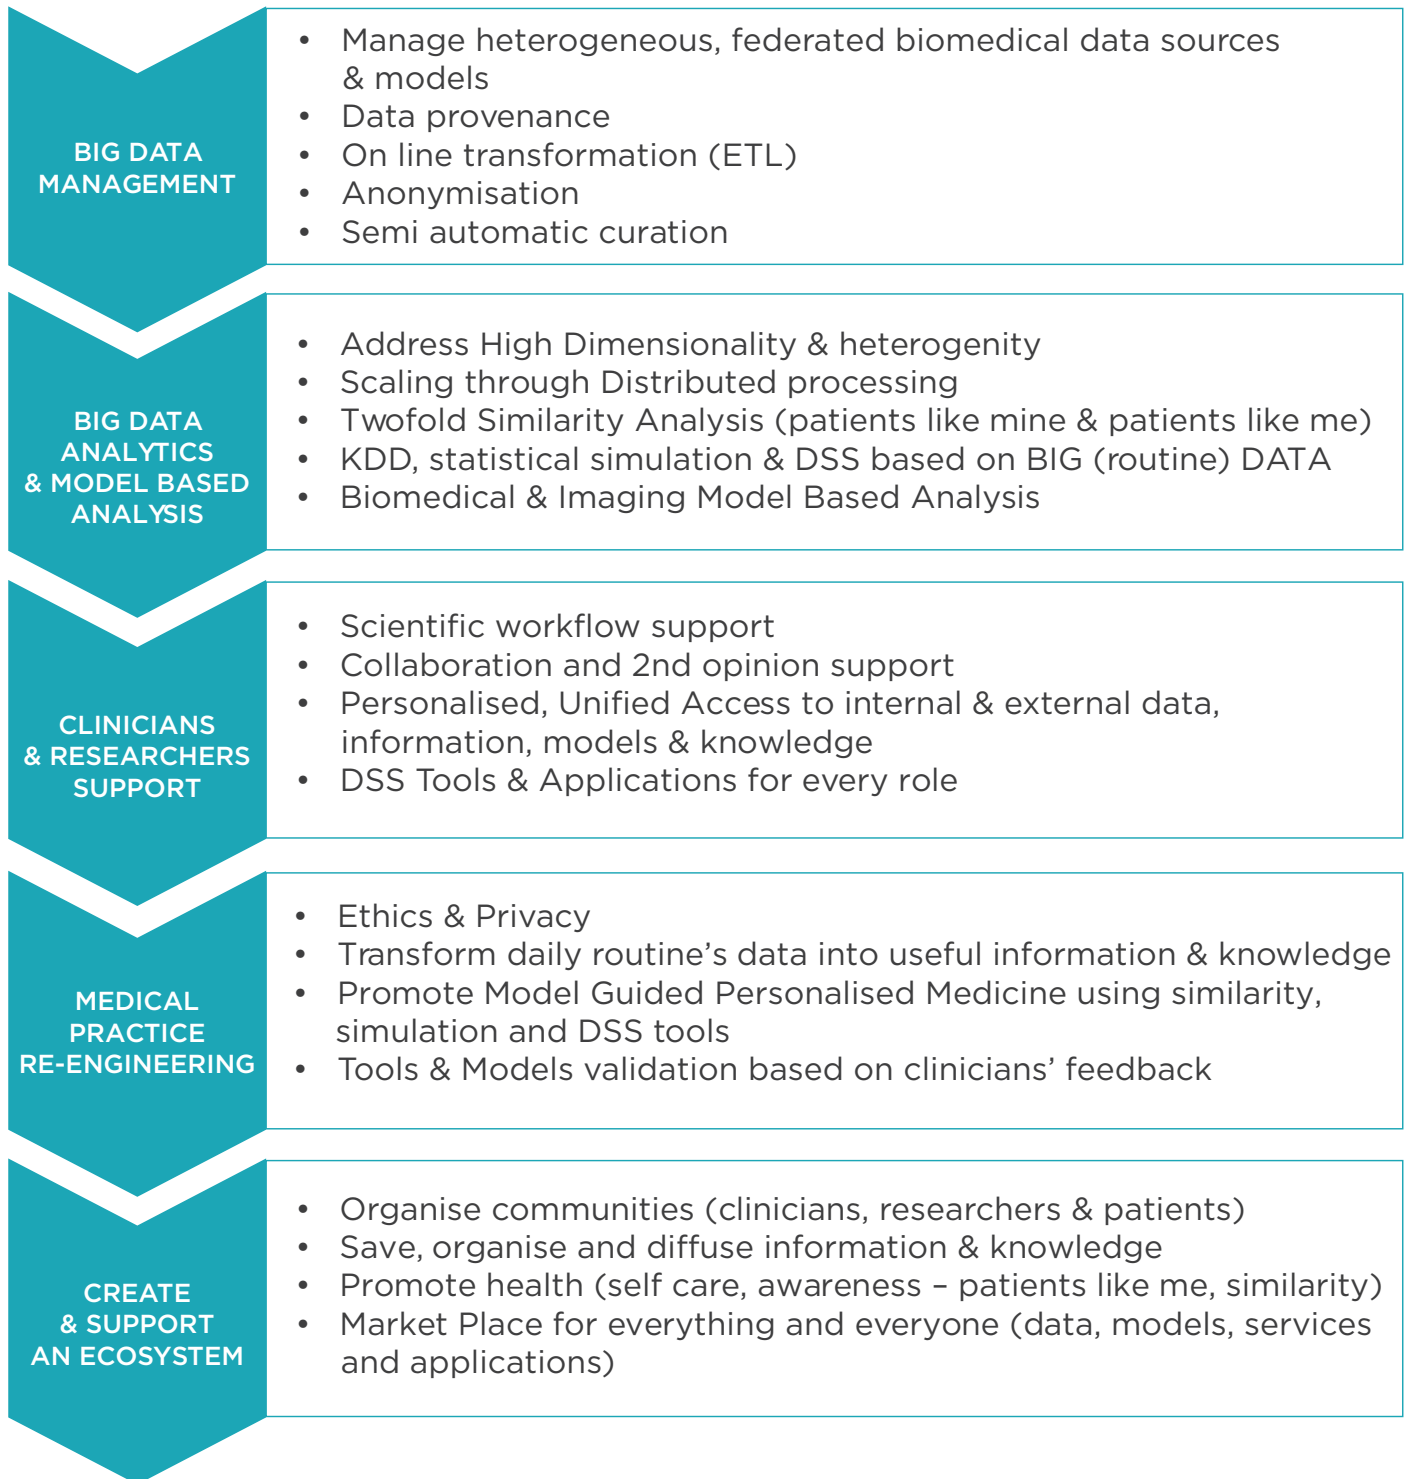 BIG DATA
MANAGEMENT
• Manage heterogeneous, federated biomedical data sources
& models
• Data provenance
• On line transformation (ETL)
• Anonymisation
• Semi automatic curation
BIG DATA
ANALYTICS
& MODEL BASED
ANALYSIS
• Address High Dimensionality & heterogenity
• Scaling through Distributed processing
• Twofold Similarity Analysis (patients like mine & patients like me)
• KDD, statistical simulation & DSS based on BIG (routine) DATA
• Biomedical & Imaging Model Based Analysis
CLINICIANS
& RESEARCHERS
SUPPORT
• Scientific workflow support
• Collaboration and 2nd opinion support
• Personalised, Unified Access to internal & external data,
information, models & knowledge
• DSS Tools & Applications for every role
MEDICAL
PRACTICE
RE-ENGINEERING
• Ethics & Privacy
• Transform daily routine’s data into useful information & knowledge
• Promote Model Guided Personalised Medicine using similarity,
simulation and DSS tools
• Tools & Models validation based on clinicians’ feedback
CREATE
& SUPPORT
AN ECOSYSTEM
• Organise communities (clinicians, researchers & patients)
• Save, organise and diffuse information & knowledge
• Promote health (self care, awareness – patients like me, similarity)
• Market Place for everything and everyone (data, models, services
and applications)